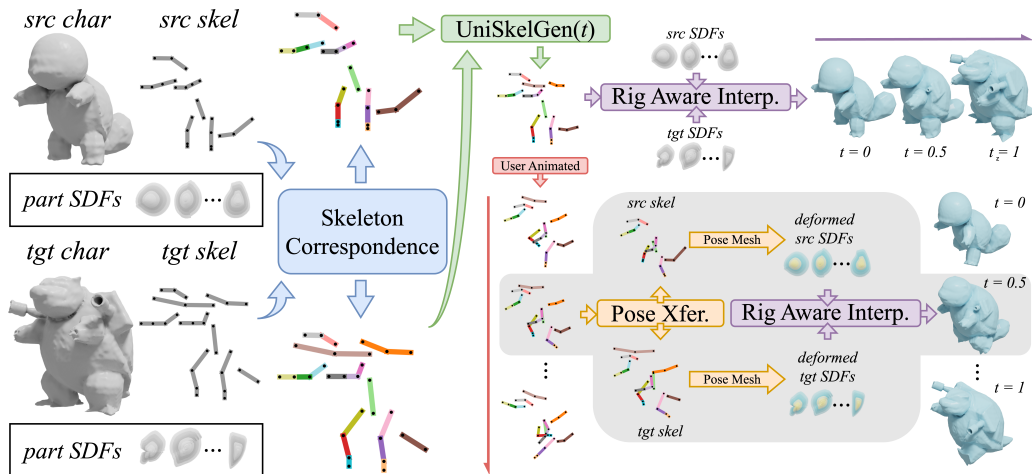 src char
src skel
part SDFs
tgt char
tgt skel
part SDFs
Skeleton
Correspondence
UniSkelGen(t)
User Animated
src SDFs
Rig Aware Interp.
tgt SDFs
t = 0
t = 0.5
t = 1
z
src skel
Pose Mesh
deformed
src SDFs
Pose Xfer.
Rig Aware Interp.
tgt skel
Pose Mesh
deformed
tgt SDFs
t = 0
t = 0.5
t = 1